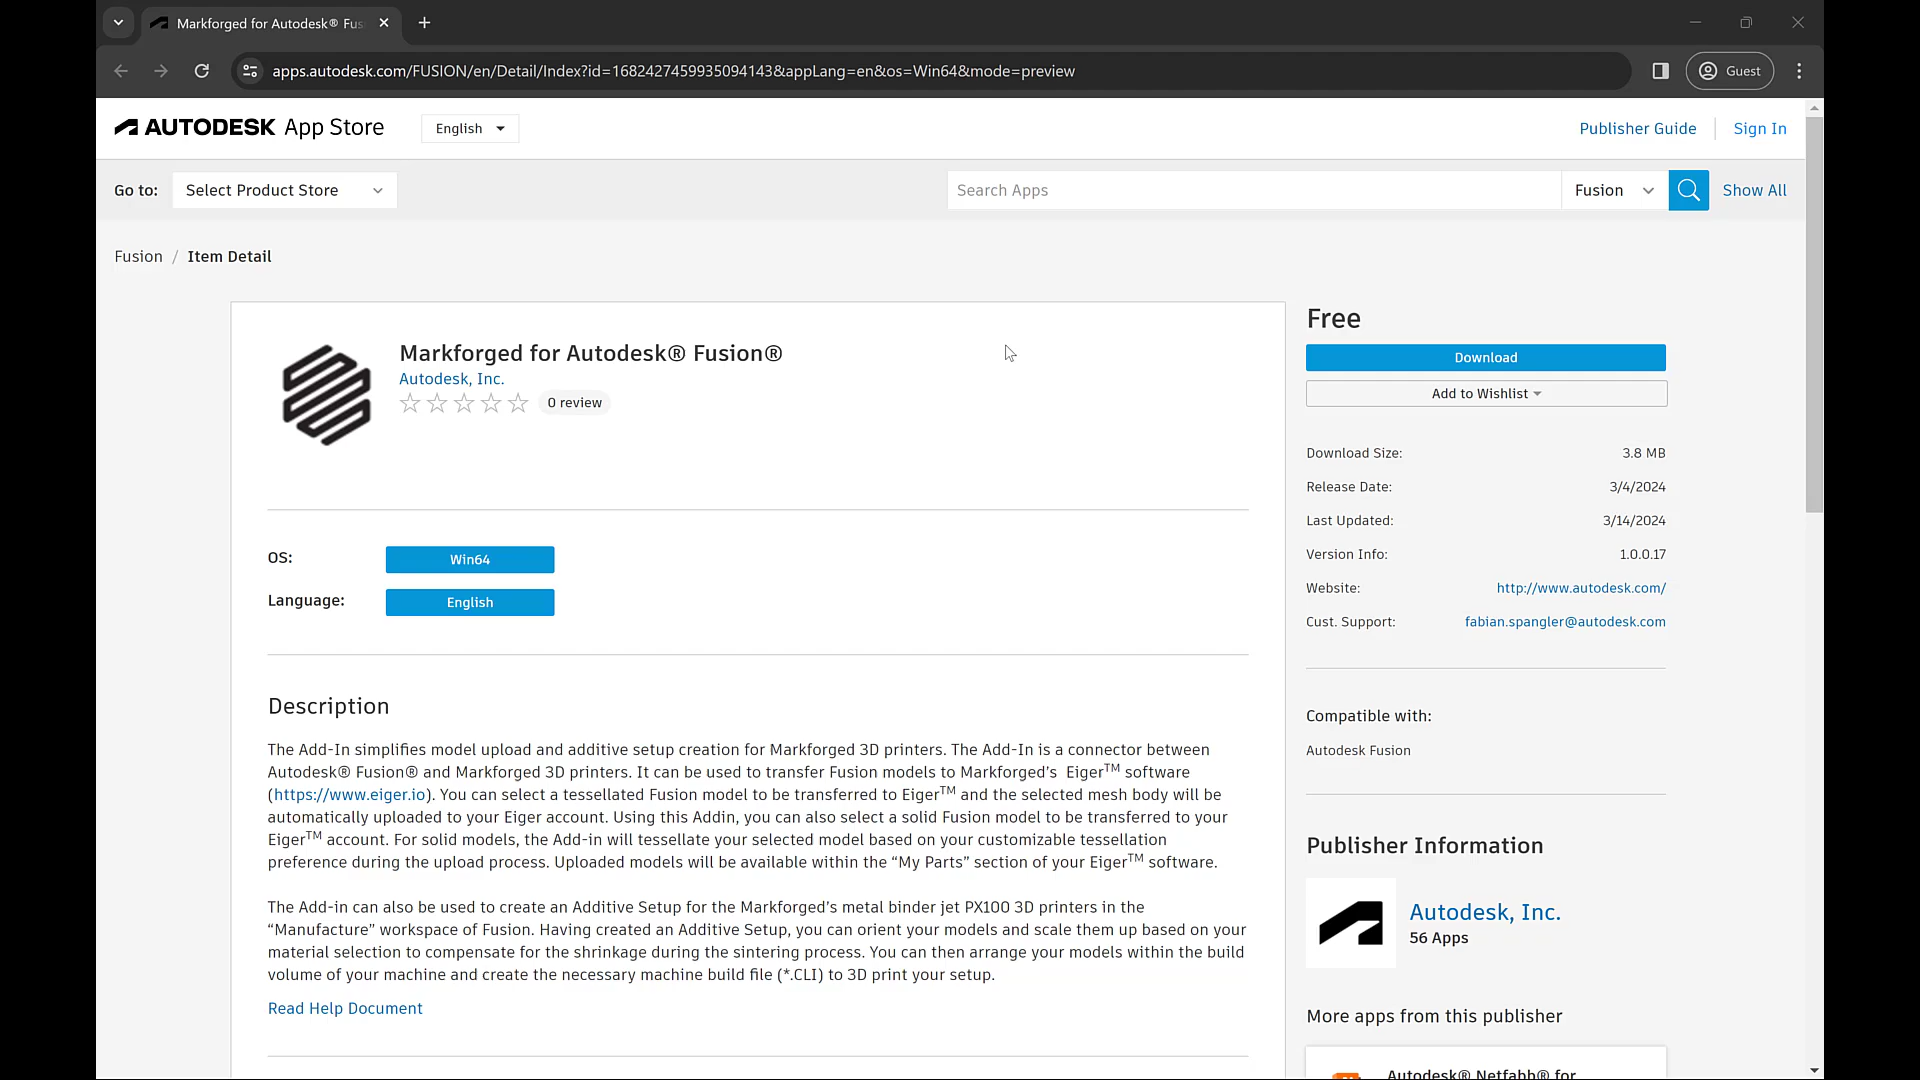 Markforged for Autodesk® Fus
apps.autodesk.com/FUSION/en/Detail/Index?id=1682427459935094143&appLang=en&os=Win64&mode=preview
Guest
AUTODESK App Store
English
Publisher Guide
Sign In
Go to:
Select Product Store
Search Apps
Fusion
Show All
Fusion / Item Detail
Markforged for Autodesk® Fusion®
Autodesk, Inc.
0 review
OS:
Win64
Language:
English
Description
The Add-In simplifies model upload and additive setup creation for Markforged 3D printers. The Add-In is a connector between
Autodesk® Fusion® and Markforged 3D printers. It can be used to transfer Fusion models to Markforged’s Eiger™ software
(https://www.eiger.io). You can select a tessellated Fusion model to be transferred to Eiger™ and the selected mesh body will be
automatically uploaded to your Eiger account. Using this Addin, you can also select a solid Fusion model to be transferred to your
Eiger™ account. For solid models, the Add-in will tessellate your selected model based on your customizable tessellation
preference during the upload process. Uploaded models will be available within the “My Parts” section of your Eiger™ software.
The Add-in can also be used to create an Additive Setup for the Markforged’s metal binder jet PX100 3D printers in the
“Manufacture” workspace of Fusion. Having created an Additive Setup, you can orient your models and scale them up based on your
material selection to compensate for the shrinkage during the sintering process. You can then arrange your models within the build
volume of your machine and create the necessary machine build file (*.CLI) to 3D print your setup.
Read Help Document
Free
Download
Add to Wishlist
Download Size: 3.8 MB
Release Date: 3/4/2024
Last Updated: 3/14/2024
Version Info: 1.0.0.17
Website: http://www.autodesk.com/
Cust. Support: fabian.spangler@autodesk.com
Compatible with:
Autodesk Fusion
Publisher Information
Autodesk, Inc.
56 Apps
More apps from this publisher
Autodesk® Netfabb® for